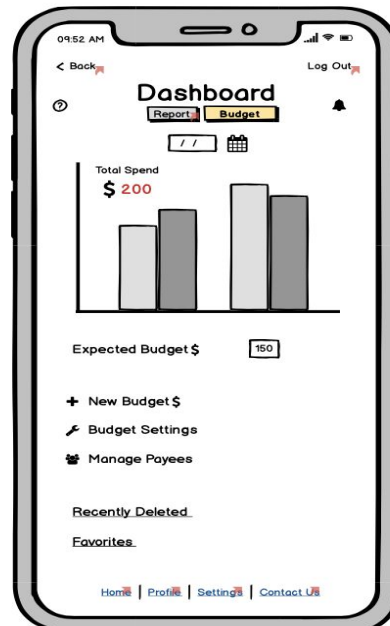 09:52 AM
< Back
Log Out
Dashboard
Report
Budget
/ /
Total Spend
$ 200
Expected Budget $ 150
+ New Budget $
Budget Settings
Manage Payees
Recently Deleted
Favorites
Home | Profile | Settings | Contact Us